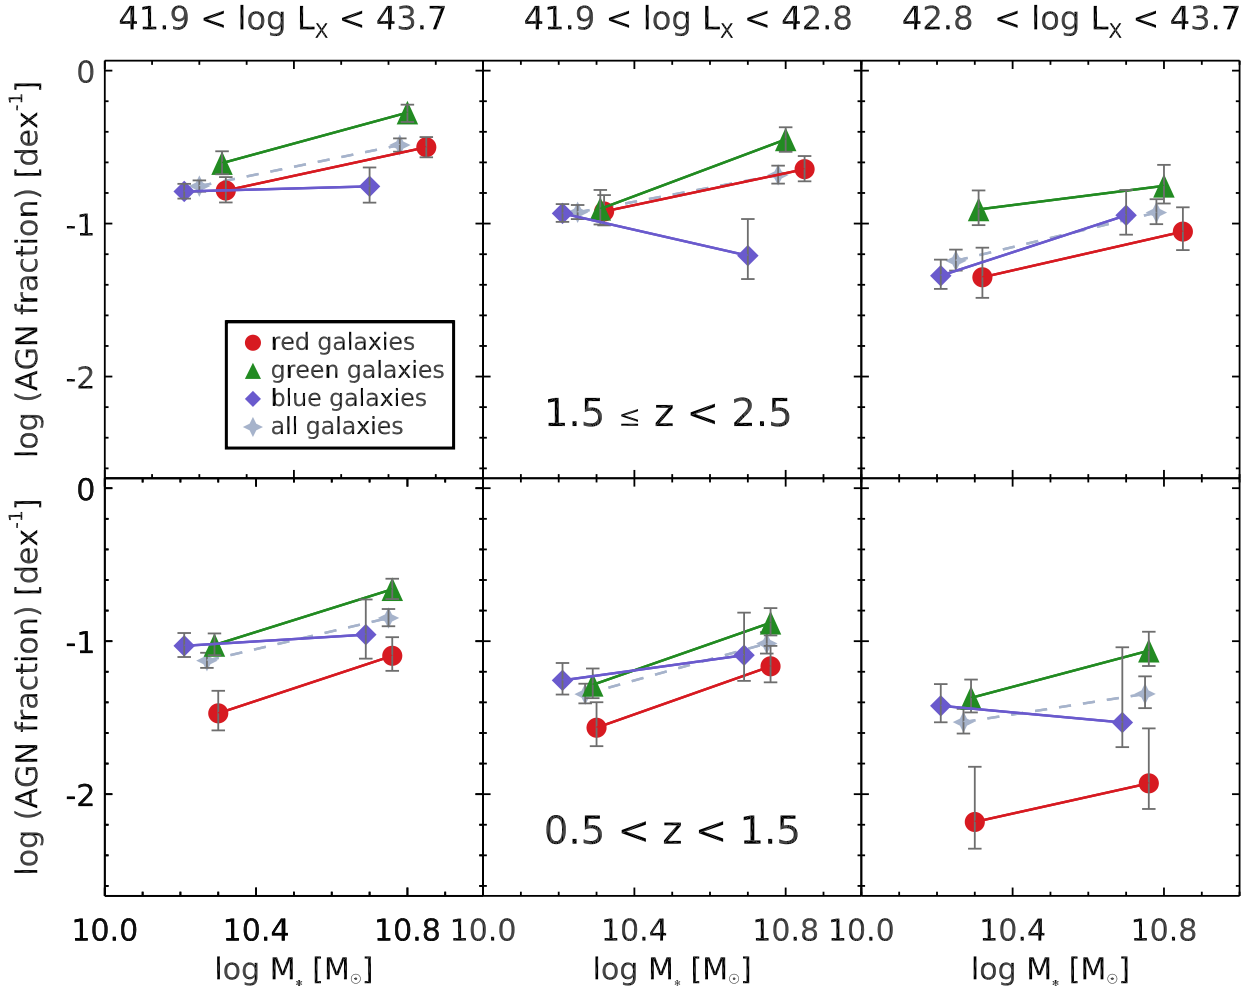 41.9 < log L_X < 43.7
41.9 < log L_X < 42.8
42.8 < log L_X < 43.7
log (AGN fraction) [dex⁻¹]
0
-1
-2
red galaxies
green galaxies
blue galaxies
all galaxies
1.5 ≤ z < 2.5
log (AGN fraction) [dex⁻¹]
0
-1
-2
0.5 < z < 1.5
10.0 10.4 10.8 10.0 10.4 10.8 10.0 10.4 10.8
log M_* [M_☉]
log M_* [M_☉]
log M_* [M_☉]